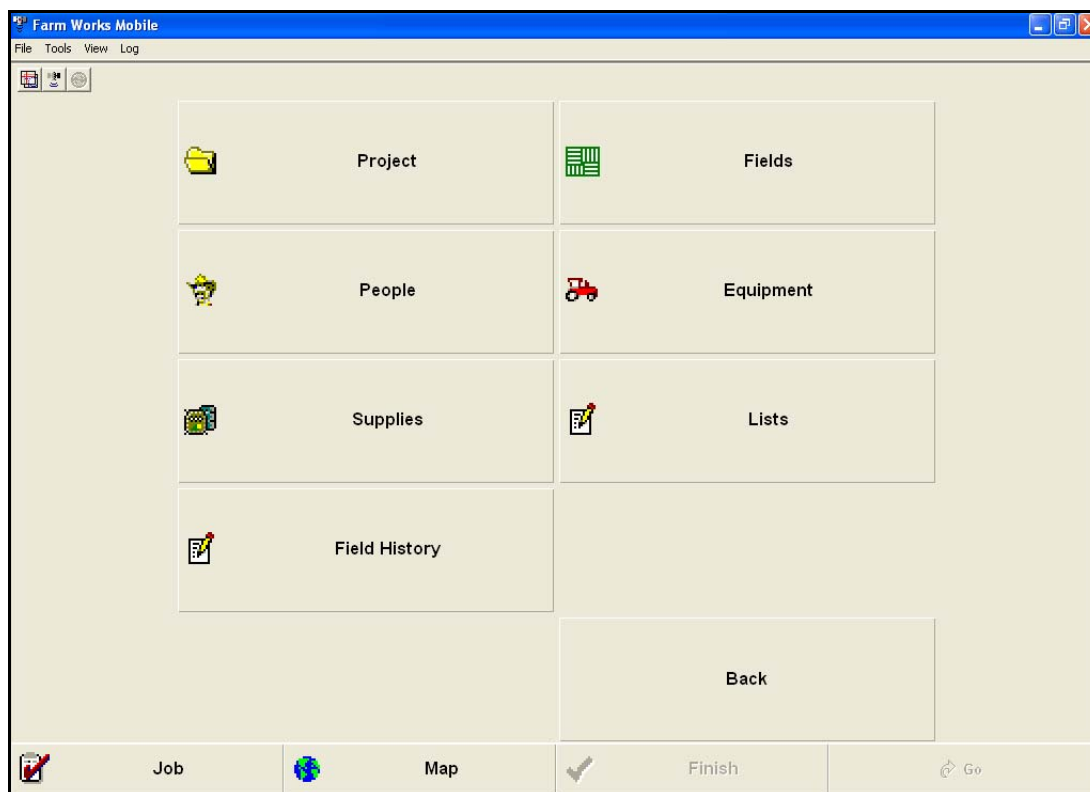 Farm Works Mobile
File Tools View Log
Project Fields
People Equipment
Supplies Lists
Field History
Back
Job Map Finish Go